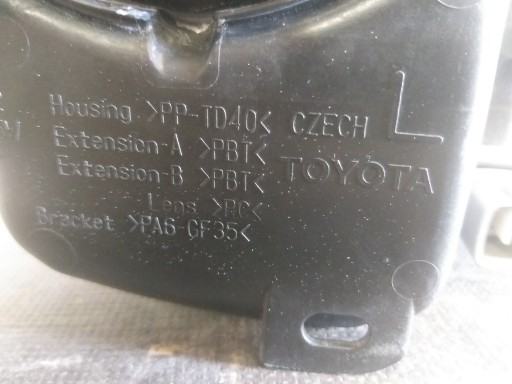 Housing >PP-TD40< CZECH L
Extension-A >PBT<
Extension-B >PBT< TOYOTA
Lens >PC<
Bracket >PA6-GF35<